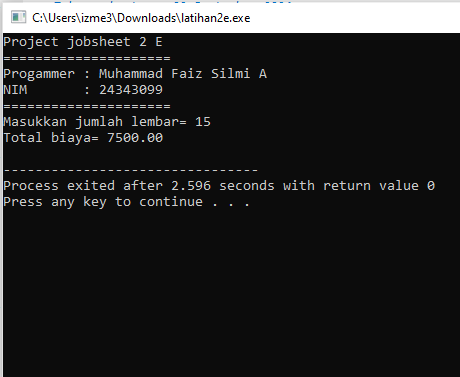 C:\Users\izme3\Downloads\latihan2e.exe
Project jobsheet 2 E
=====================
Progammer : Muhammad Faiz Silmi A
NIM       : 24343099
=====================
Masukkan jumlah lembar= 15
Total biaya= 7500.00
--------------------------------
Process exited after 2.596 seconds with return value 0
Press any key to continue . . .